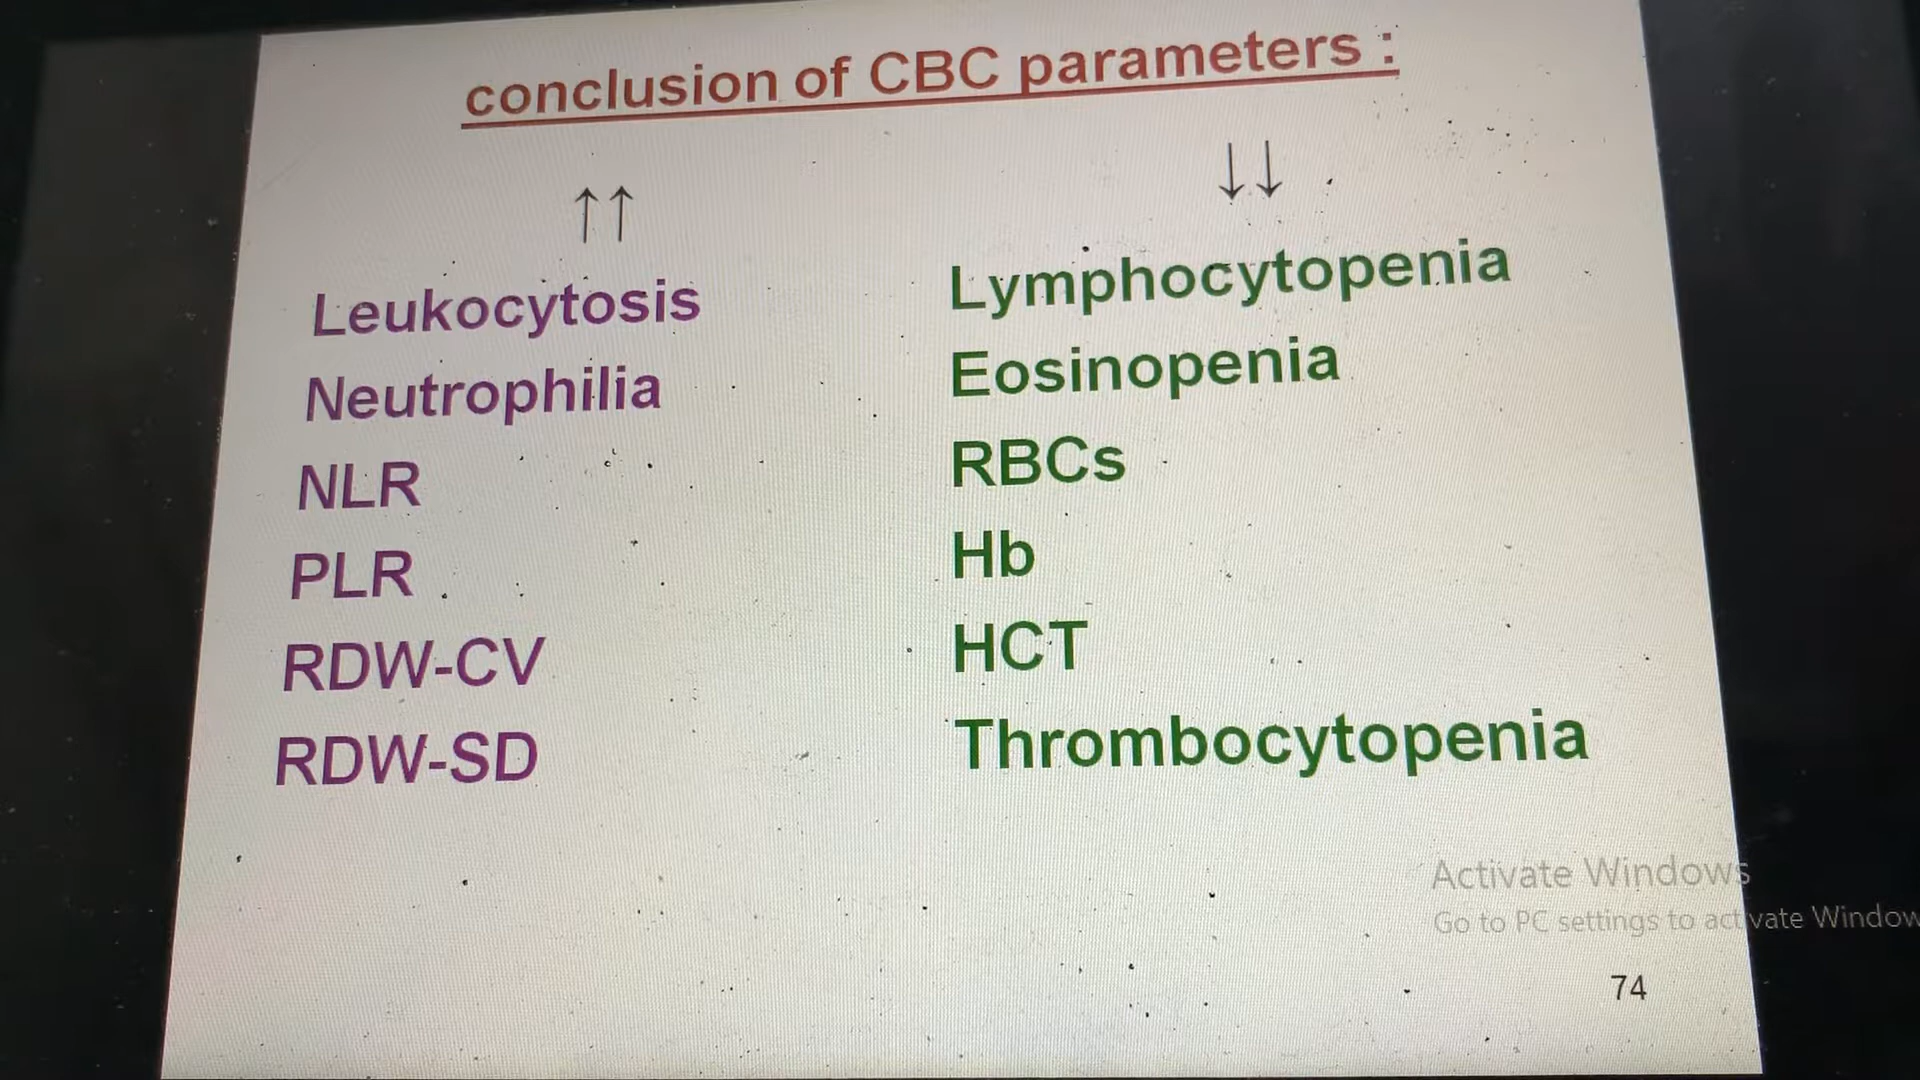 conclusion of CBC parameters :
↑↑
↓↓
Leukocytosis
Neutrophilia
NLR
PLR
RDW-CV
RDW-SD
Lymphocytopenia
Eosinopenia
RBCs
Hb
HCT
Thrombocytopenia
Activate Windows
Go to PC settings to activate Window
74